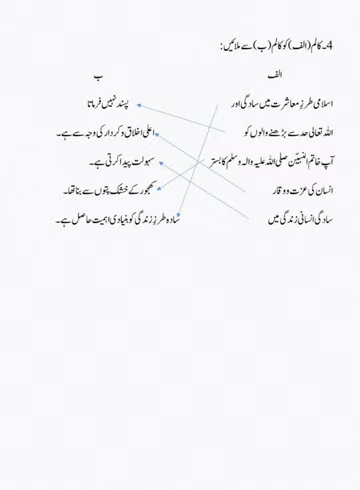 4۔ کالم (الف) کو کالم (ب) سے ملائیں:
الف ب
اسلامی طرزِ معاشرت میں سادگی اور پسند نہیں فرماتا
اللہ تعالیٰ حد سے بڑھنے والوں کو اعلیٰ اخلاق و کردار کی وجہ سے ہے۔
آپ خاتم النبیّین صلی اللہ علیہ والہ وسلم کا بستر سہولت پیدا کرتی ہے۔
انسان کی عزت و وقار کھجور کے خشک پتوں سے بنا تھا۔
سادگی انسانی زندگی میں سادہ طرزِ زندگی کو بنیادی اہمیت حاصل ہے۔